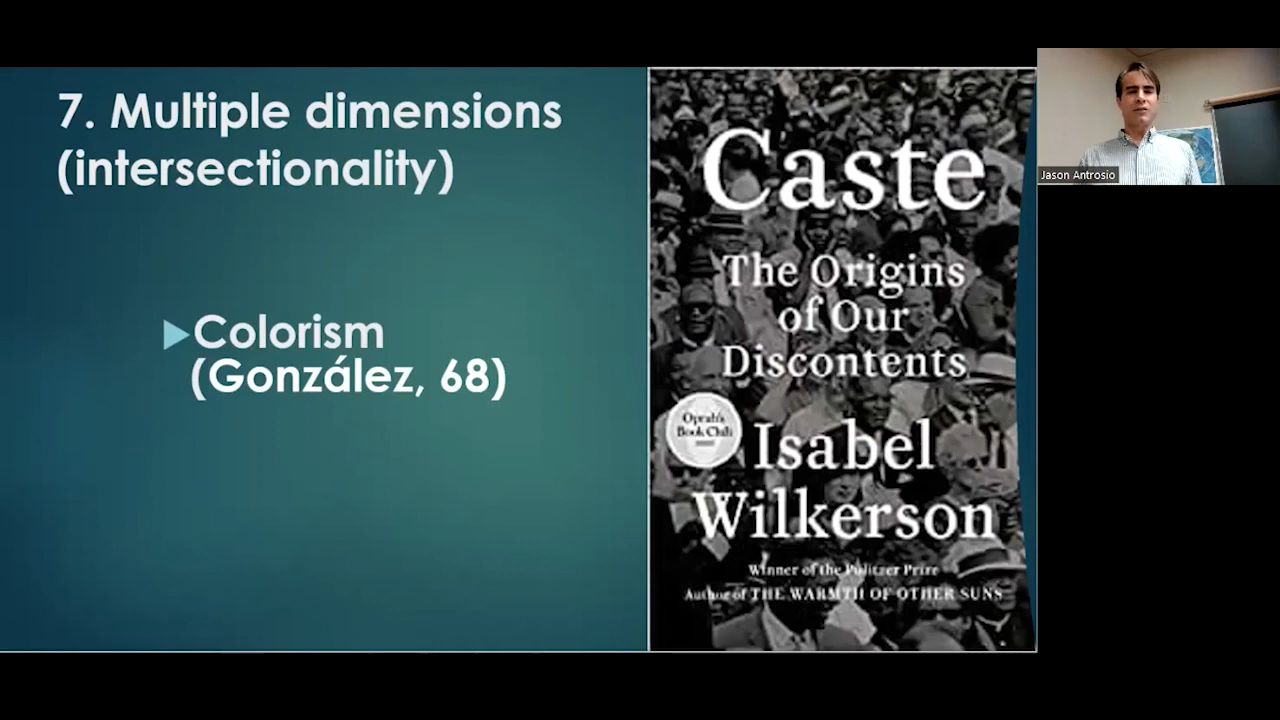 7. Multiple dimensions
(intersectionality)
Colorism
(González, 68)
Caste
The Origins
of Our
Discontents
Oprah's
Book Club
Isabel
Wilkerson
Winner of the Pulitzer Prize
Author of THE WARMTH OF OTHER SUNS
Jason Antrosio